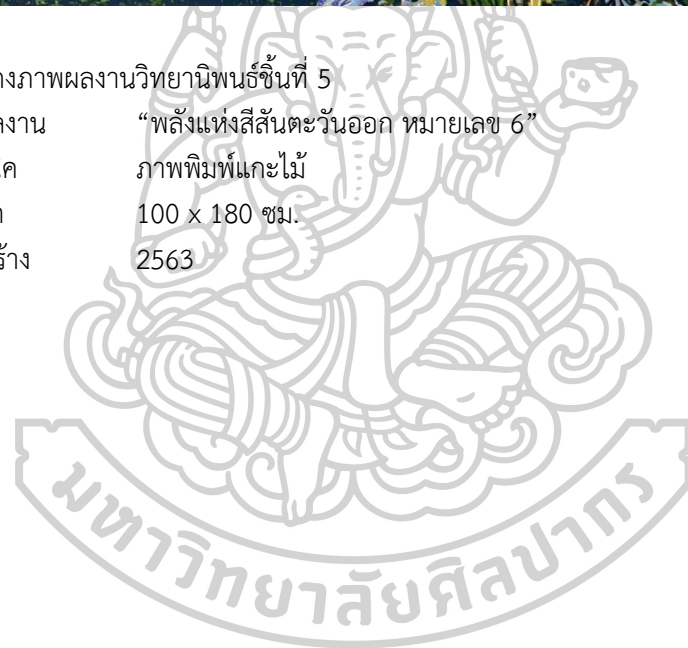 งภาพผลงานวิทยานิพนธ์ชิ้นที่ 5
งาน “พลังแห่งสีสันตะวันออก หมายเลข 6”
ค ภาพพิมพ์แกะไม้
100 x 180 ซม.
ร้าง 2563
มหาวิทยาลัยศิลปากร